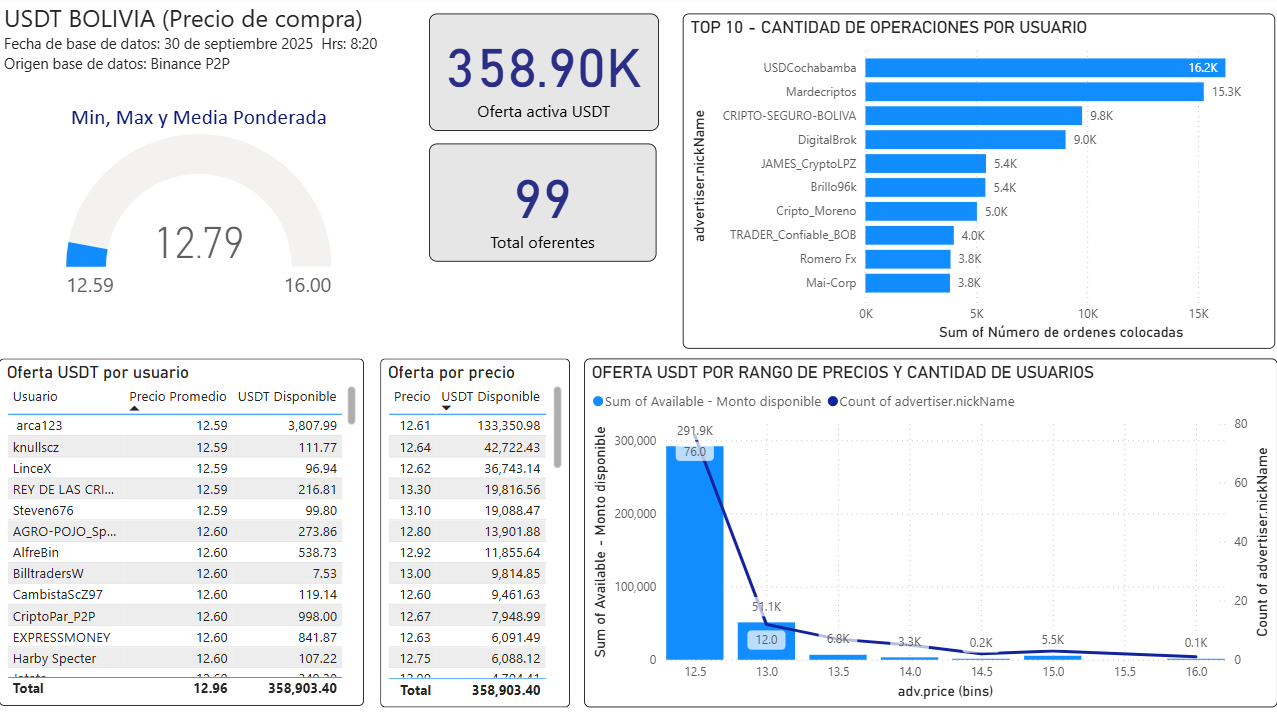 USDT BOLIVIA (Precio de compra)
Fecha de base de datos: 30 de septiembre 2025 Hrs: 8:20
Origen base de datos: Binance P2P
Min, Max y Media Ponderada
12.79
12.59
16.00
358.90K
Oferta activa USDT
99
Total oferentes
TOP 10 - CANTIDAD DE OPERACIONES POR USUARIO
advertiser.nickName
USDCochabamba 16.2K
Mardecriptos 15.3K
CRIPTO-SEGURO-BOLIVA 9.8K
DigitalBrok 9.0K
JAMES_CryptoLPZ 5.4K
Brillo96k 5.4K
Cripto_Moreno 5.0K
TRADER_Confiable_BOB 4.0K
Romero Fx 3.8K
Mai-Corp 3.8K
0K 5K 10K 15K
Sum of Número de ordenes colocadas
Oferta USDT por usuario
Usuario Precio Promedio USDT Disponible
arca123 12.59 3,807.99
knullscz 12.59 111.77
LinceX 12.59 96.94
REY DE LAS CRI... 12.59 216.81
Steven676 12.59 99.80
AGRO-POJO_Sp... 12.60 273.86
AlfreBin 12.60 538.73
BilltradersW 12.60 7.53
CambistaScZ97 12.60 119.14
CriptoPar_P2P 12.60 998.00
EXPRESSMONEY 12.60 841.87
Harby Specter 12.60 107.22
Total 12.96 358,903.40
Oferta por precio
Precio USDT Disponible
12.61 133,350.98
12.64 42,722.43
12.62 36,743.14
13.30 19,816.56
13.10 19,088.47
12.80 13,901.88
12.92 11,855.64
13.00 9,814.85
12.60 9,461.63
12.67 7,948.99
12.63 6,091.49
12.75 6,088.12
Total 358,903.40
OFERTA USDT POR RANGO DE PRECIOS Y CANTIDAD DE USUARIOS
Sum of Available - Monto disponible Count of advertiser.nickName
Sum of Available - Monto disponible
300,000
200,000
100,000
0
291.9K
76.0
51.1K
12.0
6.8K
3.3K
0.2K
5.5K
0.1K
80
60
40
20
0
Count of advertiser.nickName
12.5 13.0 13.5 14.0 14.5 15.0 15.5 16.0
adv.price (bins)